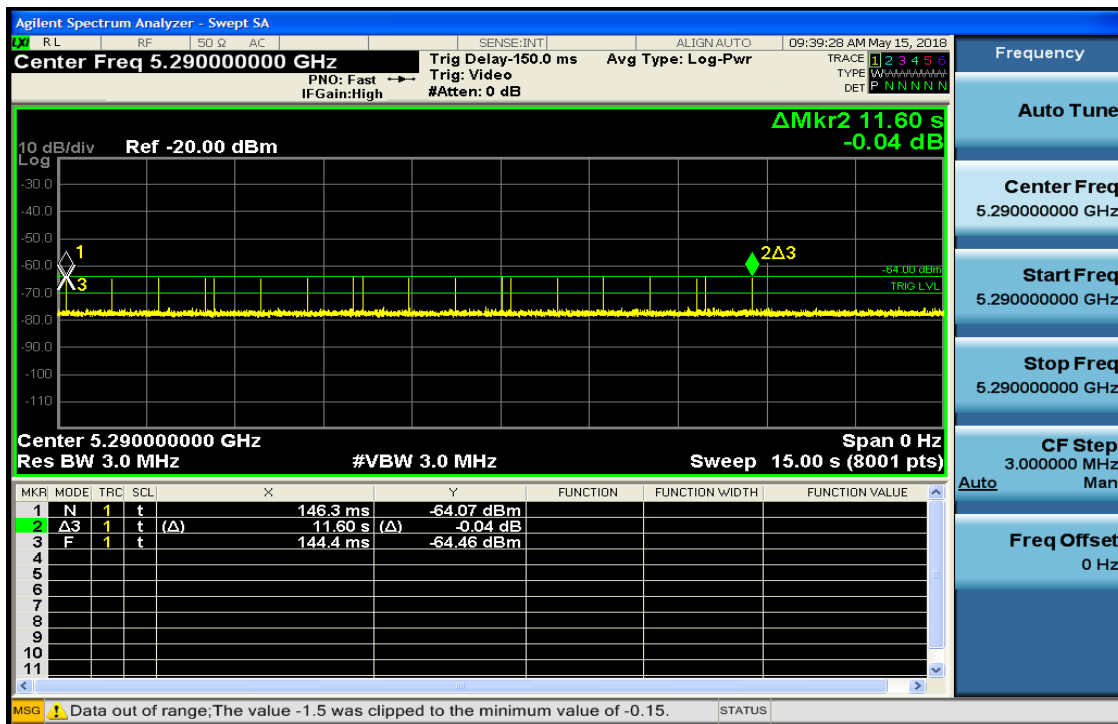 Agilent Spectrum Analyzer - Swept SA
LXI RL RF 50 Ω AC SENSE:INT ALIGN AUTO 09:39:28 AM May 15, 2018
Center Freq 5.290000000 GHz
PNO: Fast
IFGain:High
Trig Delay-150.0 ms
Trig: Video
#Atten: 0 dB
Avg Type: Log-Pwr
TRACE 1 2 3 4 5 6
TYPE WWWWWW
DET P N N N N N
ΔMkr2 11.60 s
-0.04 dB
10 dB/div Ref -20.00 dBm
Log
-30.0
-40.0
-50.0
-60.0
-70.0
-80.0
-90.0
-100
-110
1
3
2Δ3
-64.00 dBm
TRIG LVL
Center 5.290000000 GHz Span 0 Hz
Res BW 3.0 MHz #VBW 3.0 MHz Sweep 15.00 s (8001 pts)
MKR MODE TRC SCL X Y FUNCTION FUNCTION WIDTH FUNCTION VALUE
1 N 1 t 146.3 ms -64.07 dBm
2 Δ3 1 t (Δ) 11.60 s (Δ) -0.04 dB
3 F 1 t 144.4 ms -64.46 dBm
4
5
6
7
8
9
10
11
MSG Data out of range;The value -1.5 was clipped to the minimum value of -0.15. STATUS
Frequency
Auto Tune
Center Freq
5.290000000 GHz
Start Freq
5.290000000 GHz
Stop Freq
5.290000000 GHz
CF Step
3.000000 MHz
Auto Man
Freq Offset
0 Hz